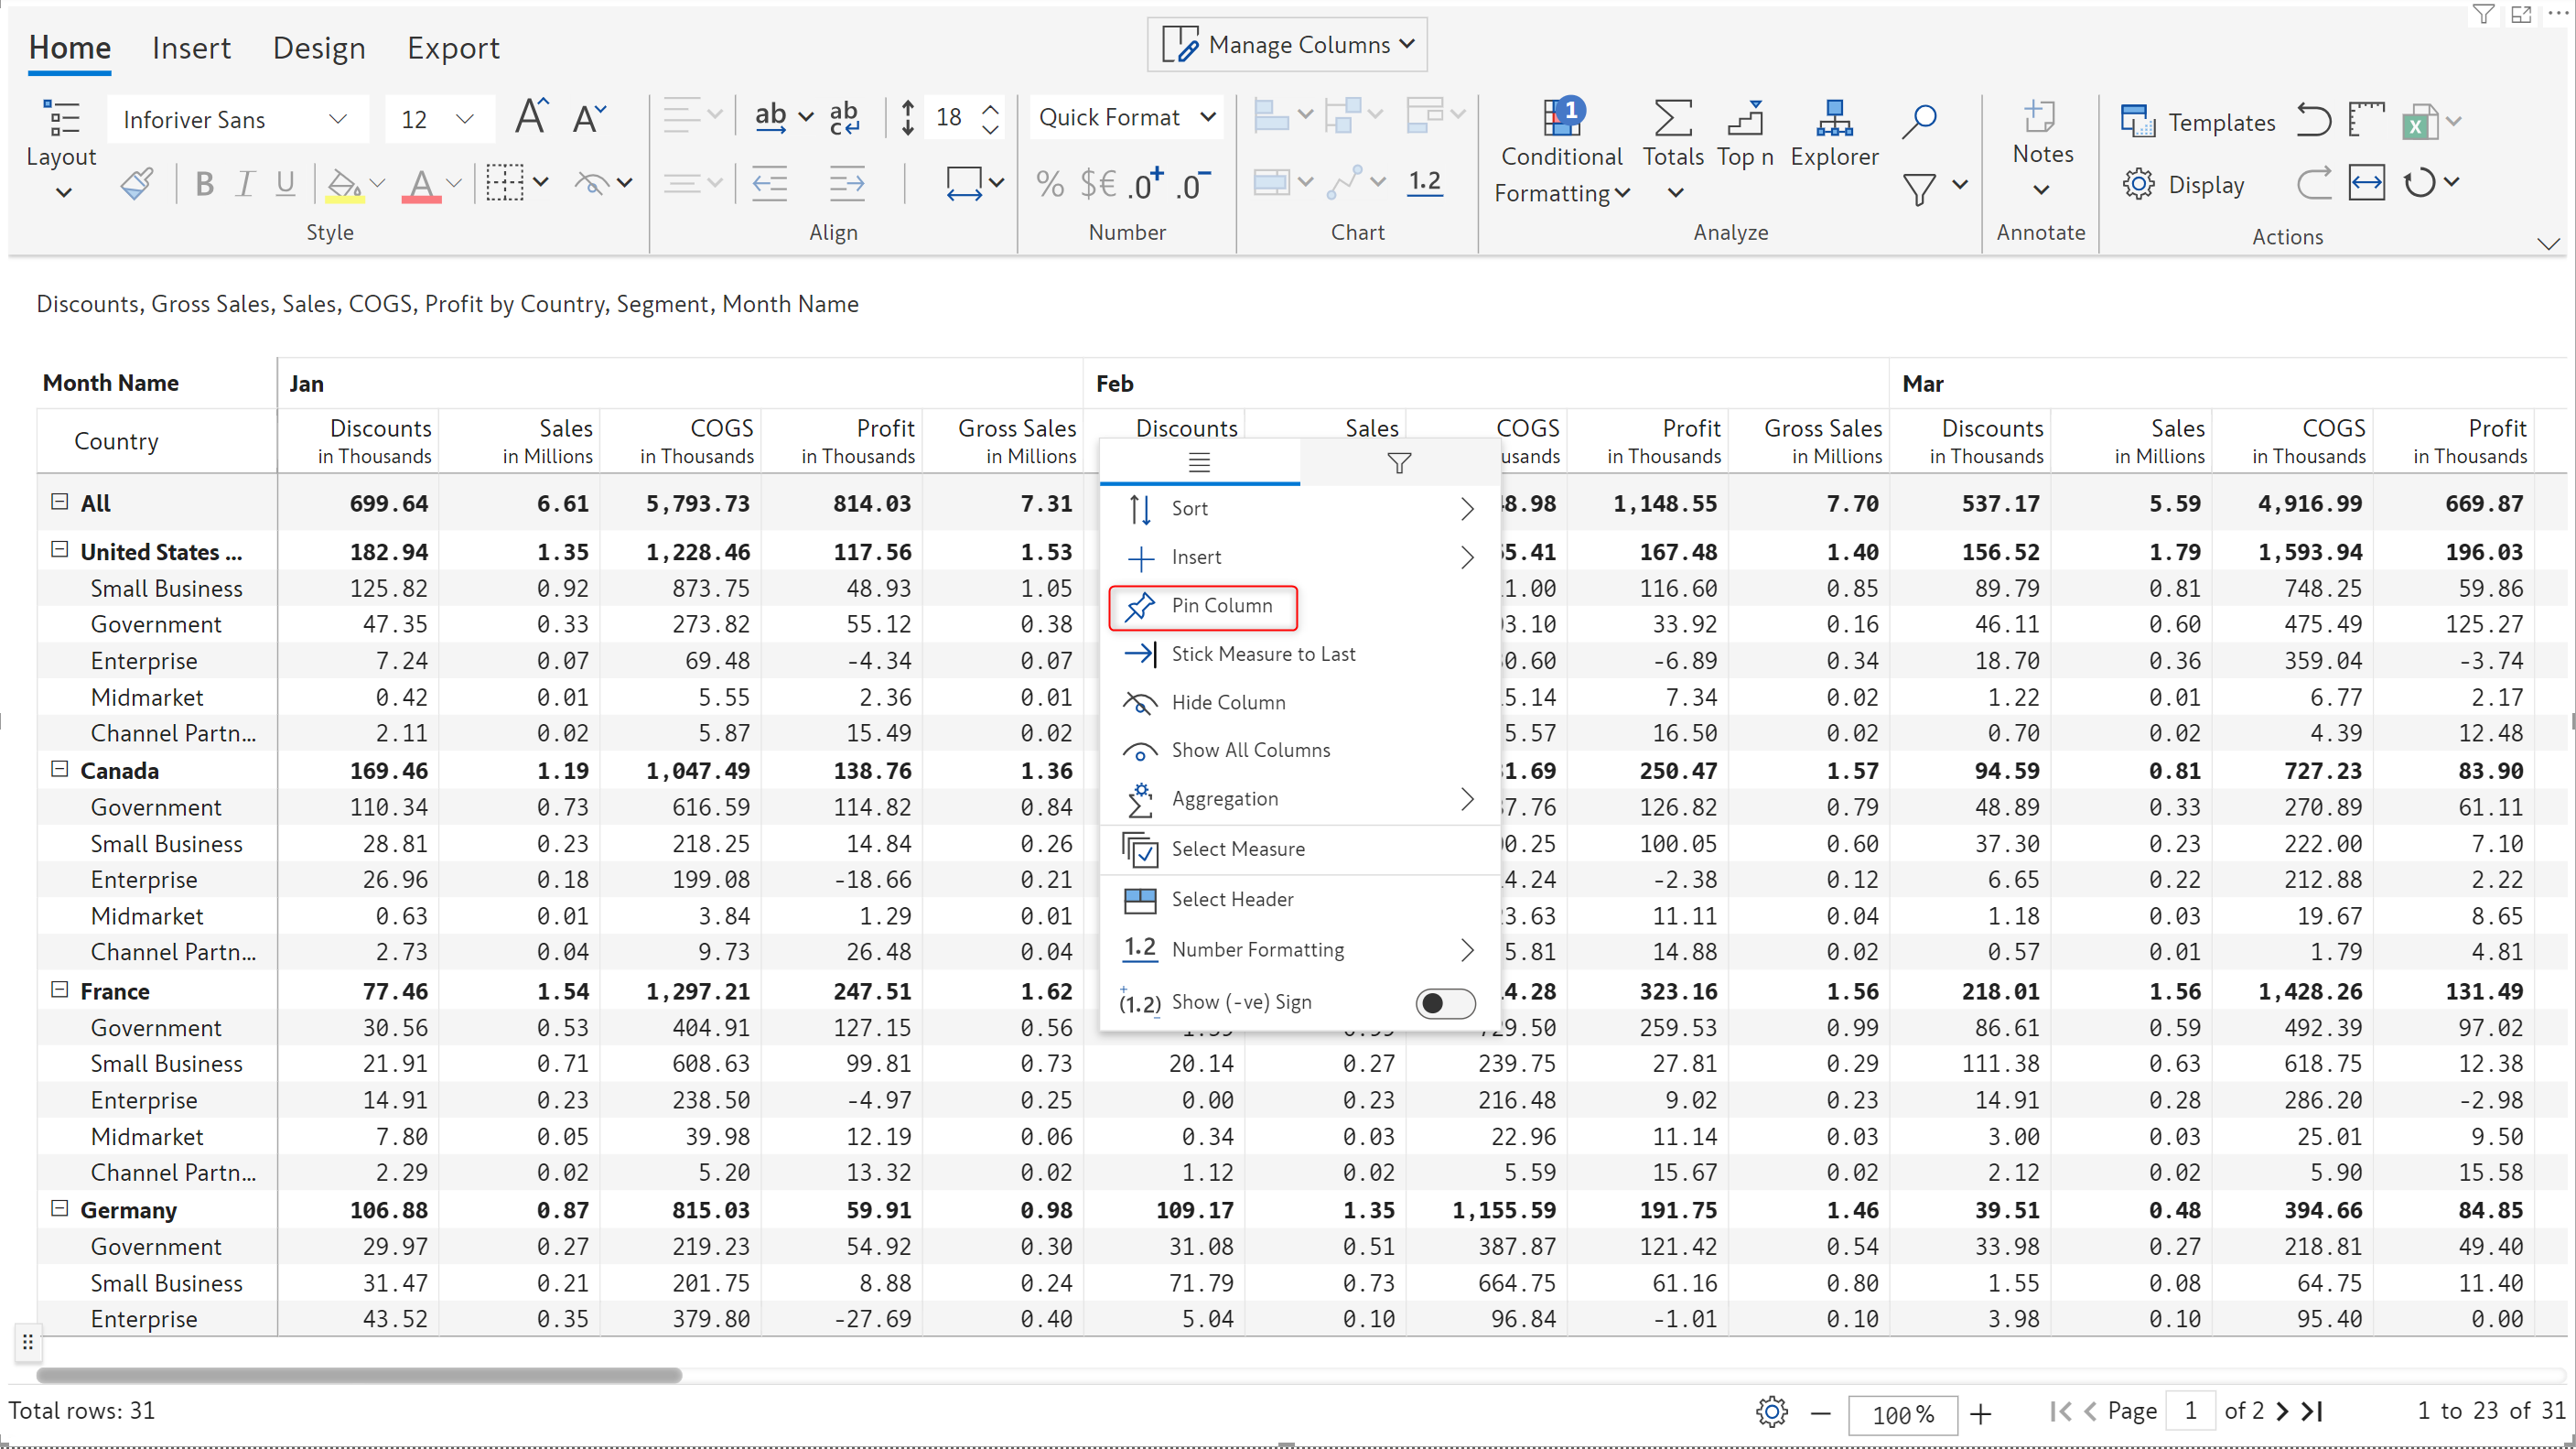 Home Insert Design Export Manage Columns
Inforiver Sans 12 A A ab ab 18 Quick Format 1 Templates
c
Layout Conditional Totals Top n Explorer Notes
B I U A % $€ .0+ .0- 1.2 Formatting Display
Style Align Number Chart Analyze Annotate Actions
Discounts, Gross Sales, Sales, COGS, Profit by Country, Segment, Month Name
Month Name Jan Feb Mar
Country Discounts Sales COGS Profit Gross Sales Discounts Sales COGS Profit Gross Sales Discounts Sales COGS Profit
in Thousands in Millions in Thousands in Thousands in Millions in Thousands in Millions in Thousands in Millions in Thousands in Thousands
All 699.64 6.61 5,793.73 814.03 7.31 8.98 1,148.55 7.70 537.17 5.59 4,916.99 669.87
United States ... 182.94 1.35 1,228.46 117.56 1.53 5.41 167.48 1.40 156.52 1.79 1,593.94 196.03
Small Business 125.82 0.92 873.75 48.93 1.05 1.00 116.60 0.85 89.79 0.81 748.25 59.86
Government 47.35 0.33 273.82 55.12 0.38 3.10 33.92 0.16 46.11 0.60 475.49 125.27
Enterprise 7.24 0.07 69.48 -4.34 0.07 0.60 -6.89 0.34 18.70 0.36 359.04 -3.74
Midmarket 0.42 0.01 5.55 2.36 0.01 5.14 7.34 0.02 1.22 0.01 6.77 2.17
Channel Partn... 2.11 0.02 5.87 15.49 0.02 5.57 16.50 0.02 0.70 0.02 4.39 12.48
Canada 169.46 1.19 1,047.49 138.76 1.36 1.69 250.47 1.57 94.59 0.81 727.23 83.90
Government 110.34 0.73 616.59 114.82 0.84 7.76 126.82 0.79 48.89 0.33 270.89 61.11
Small Business 28.81 0.23 218.25 14.84 0.26 0.25 100.05 0.60 37.30 0.23 222.00 7.10
Enterprise 26.96 0.18 199.08 -18.66 0.21 4.24 -2.38 0.12 6.65 0.22 212.88 2.22
Midmarket 0.63 0.01 3.84 1.29 0.01 3.63 11.11 0.04 1.18 0.03 19.67 8.65
Channel Partn... 2.73 0.04 9.73 26.48 0.04 5.81 14.88 0.02 0.57 0.01 1.79 4.81
France 77.46 1.54 1,297.21 247.51 1.62 4.28 323.16 1.56 218.01 1.56 1,428.26 131.49
Government 30.56 0.53 404.91 127.15 0.56 729.50 259.53 0.99 86.61 0.59 492.39 97.02
Small Business 21.91 0.71 608.63 99.81 0.73 20.14 0.27 239.75 27.81 0.29 111.38 0.63 618.75 12.38
Enterprise 14.91 0.23 238.50 -4.97 0.25 0.00 0.23 216.48 9.02 0.23 14.91 0.28 286.20 -2.98
Midmarket 7.80 0.05 39.98 12.19 0.06 0.34 0.03 22.96 11.14 0.03 3.00 0.03 25.01 9.50
Channel Partn... 2.29 0.02 5.20 13.32 0.02 1.12 0.02 5.59 15.67 0.02 2.12 0.02 5.90 15.58
Germany 106.88 0.87 815.03 59.91 0.98 109.17 1.35 1,155.59 191.75 1.46 39.51 0.48 394.66 84.85
Government 29.97 0.27 219.23 54.92 0.30 31.08 0.51 387.87 121.42 0.54 33.98 0.27 218.81 49.40
Small Business 31.47 0.21 201.75 8.88 0.24 71.79 0.73 664.75 61.16 0.80 1.55 0.08 64.75 11.40
Enterprise 43.52 0.35 379.80 -27.69 0.40 5.04 0.10 96.84 -1.01 0.10 3.98 0.10 95.40 0.00
Sort
Insert
Pin Column
Stick Measure to Last
Hide Column
Show All Columns
Aggregation
Select Measure
Select Header
1.2 Number Formatting
(1.2) Show (-ve) Sign
Total rows: 31 100% Page 1 of 2 1 to 23 of 31